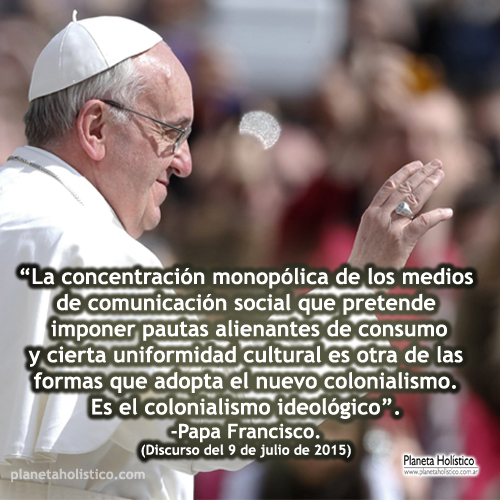 “La concentración monopólica de los medios
de comunicación social que pretende
imponer pautas alienantes de consumo
y cierta uniformidad cultural es otra de las
formas que adopta el nuevo colonialismo.
Es el colonialismo ideológico”.
-Papa Francisco.
(Discurso del 9 de julio de 2015)
Planeta Holístico
www.planetaholistico.com.ar
planetaholistico.com